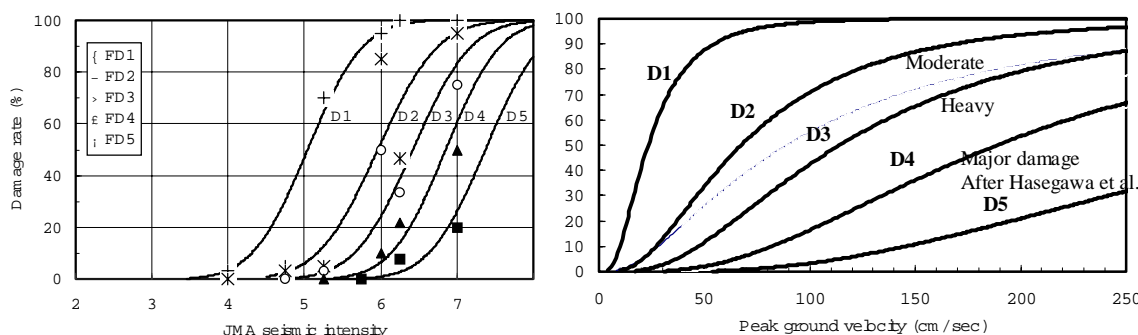 100
80
60
40
20
0
Damage rate (%)
{ FD1
− FD2
> FD3
£ FD4
¡ FD5
D1
D2
D3
D4
D5
2 3 4 5 6 7
JMA seismic intensity
100
90
80
70
60
50
40
30
20
10
0
D1
D2
D3
D4
D5
Moderate
Heavy
Major damage
After Hasegawa et al.
0 50 100 150 200 250
Peak ground velocity (cm/sec)